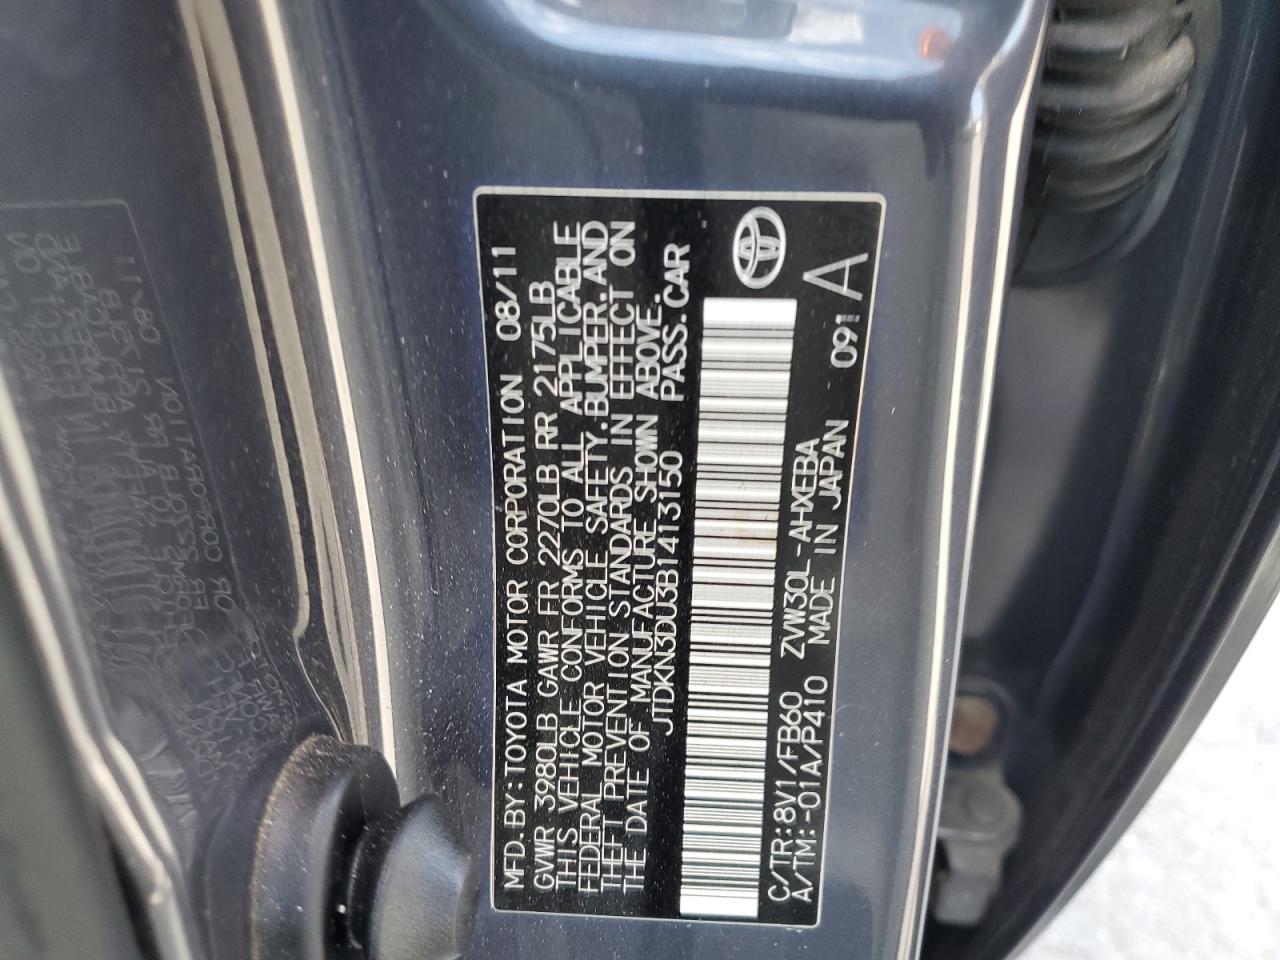 MFD. BY: TOYOTA MOTOR CORPORATION 08/11
GVWR 3980LB GAWR FR 2270LB RR 2175LB
THIS VEHICLE CONFORMS TO ALL APPLICABLE
FEDERAL MOTOR VEHICLE SAFETY, BUMPER, AND
THEFT PREVENTION STANDARDS IN EFFECT ON
THE DATE OF MANUFACTURE SHOWN ABOVE.
JTDKN3DU3B1413150 PASS. CAR
C/TR: 8V1/FB60 ZVW30L-AHXEBA 091
A/TM: -01A/P410 MADE IN JAPAN A